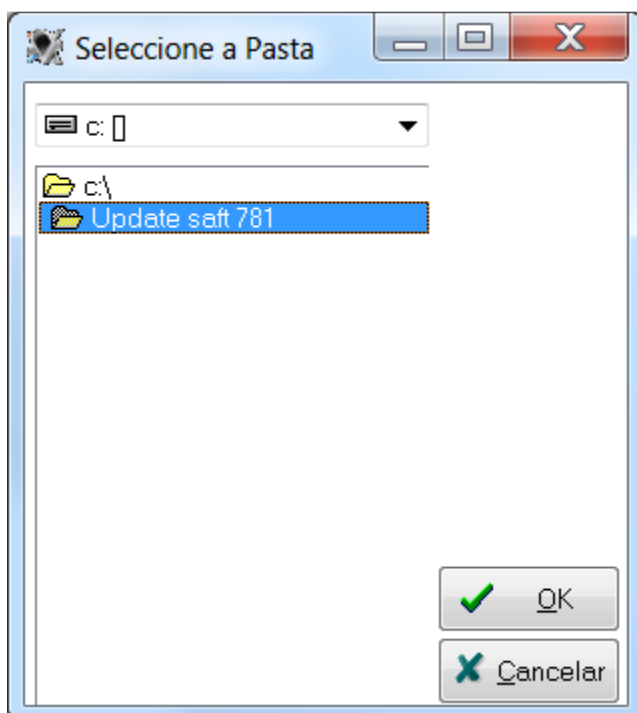 Seleccione a Pasta
c: []
c:\
Update saft 781
OK
Cancelar